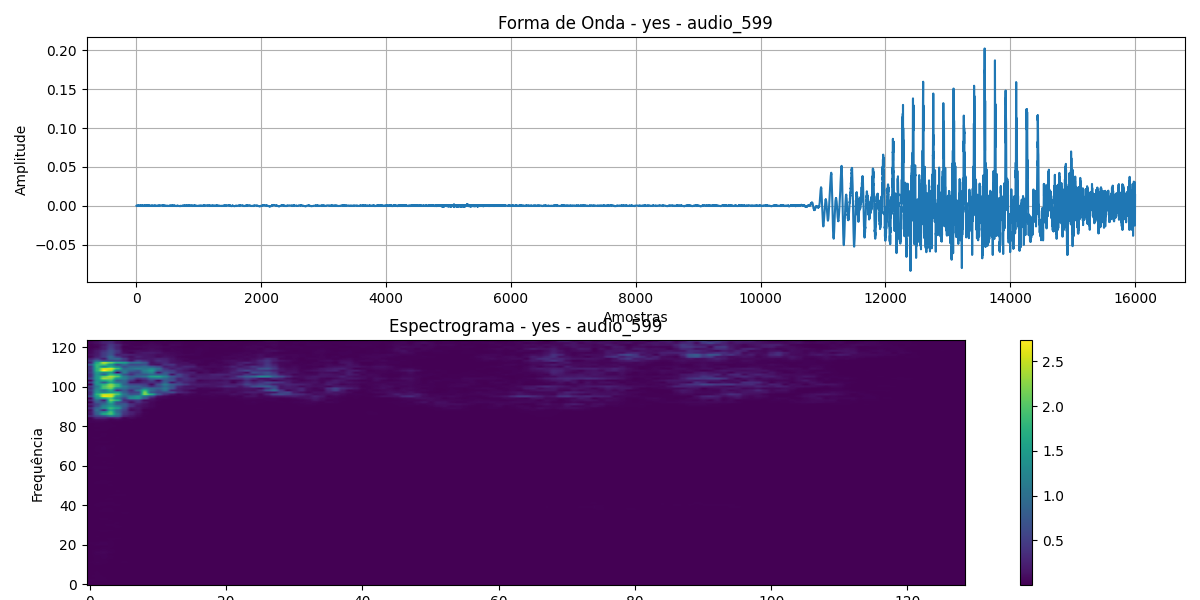 Forma de Onda - yes - audio_599
Amplitude
0.20
0.15
0.10
0.05
0.00
−0.05
0 2000 4000 6000 8000 10000 12000 14000 16000
Amostras
Espectrograma - yes - audio_599
Frequência
120
100
80
60
40
20
0
0 20 40 60 80 100 120
2.5
2.0
1.5
1.0
0.5